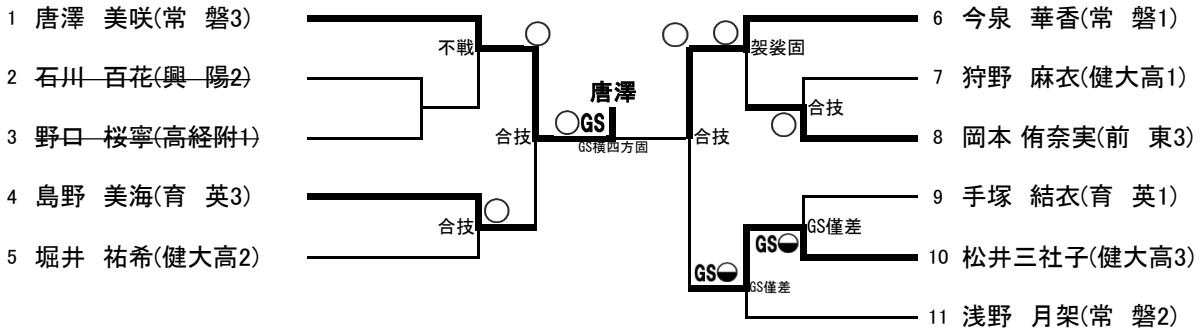 1 唐澤 美咲(常 磐3)
2 石川 百花(興 陽2)
3 野口 桜寧(高経附1)
4 島野 美海(育 英3)
5 堀井 祐希(健大高2)
不戦
合技
合技
唐澤
GS
GS横四方固
合技
袈裟固
合技
GS僅差
GS
GS
GS僅差
6 今泉 華香(常 磐1)
7 狩野 麻衣(健大高1)
8 岡本 侑奈実(前 東3)
9 手塚 結衣(育 英1)
10 松井三社子(健大高3)
11 浅野 月架(常 磐2)